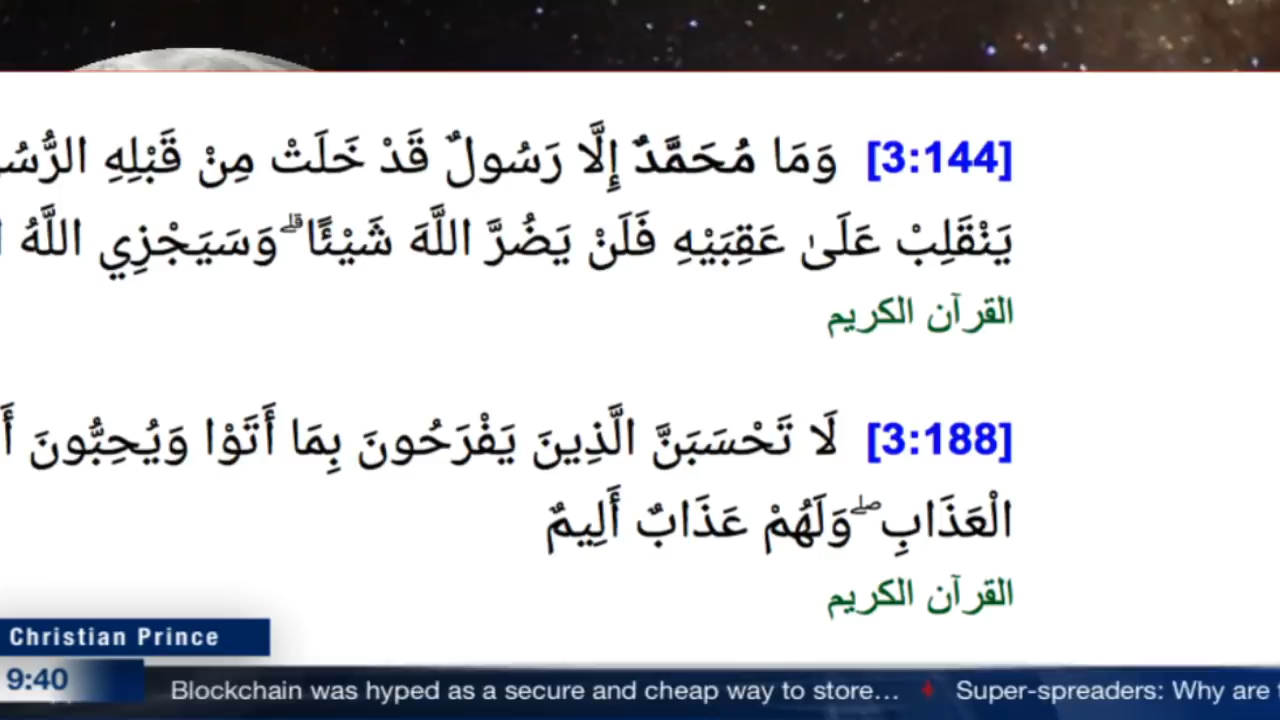 [3:144] وَمَا مُحَمَّدٌ إِلَّا رَسُولٌ قَدْ خَلَتْ مِنْ قَبْلِهِ
يَنْقَلِبْ عَلَىٰ عَقِبَيْهِ فَلَنْ يَضُرَّ اللَّهَ شَيْئًا ۗ وَسَيَجْزِي اللَّهُ
القرآن الكريم
[3:188] لَا تَحْسَبَنَّ الَّذِينَ يَفْرَحُونَ بِمَا أَتَوْا وَيُحِبُّونَ
الْعَذَابِ ۖ وَلَهُمْ عَذَابٌ أَلِيمٌ
القرآن الكريم
Christian Prince
9:40
Blockchain was hyped as a secure and cheap way to store... Super-spreaders: Why are